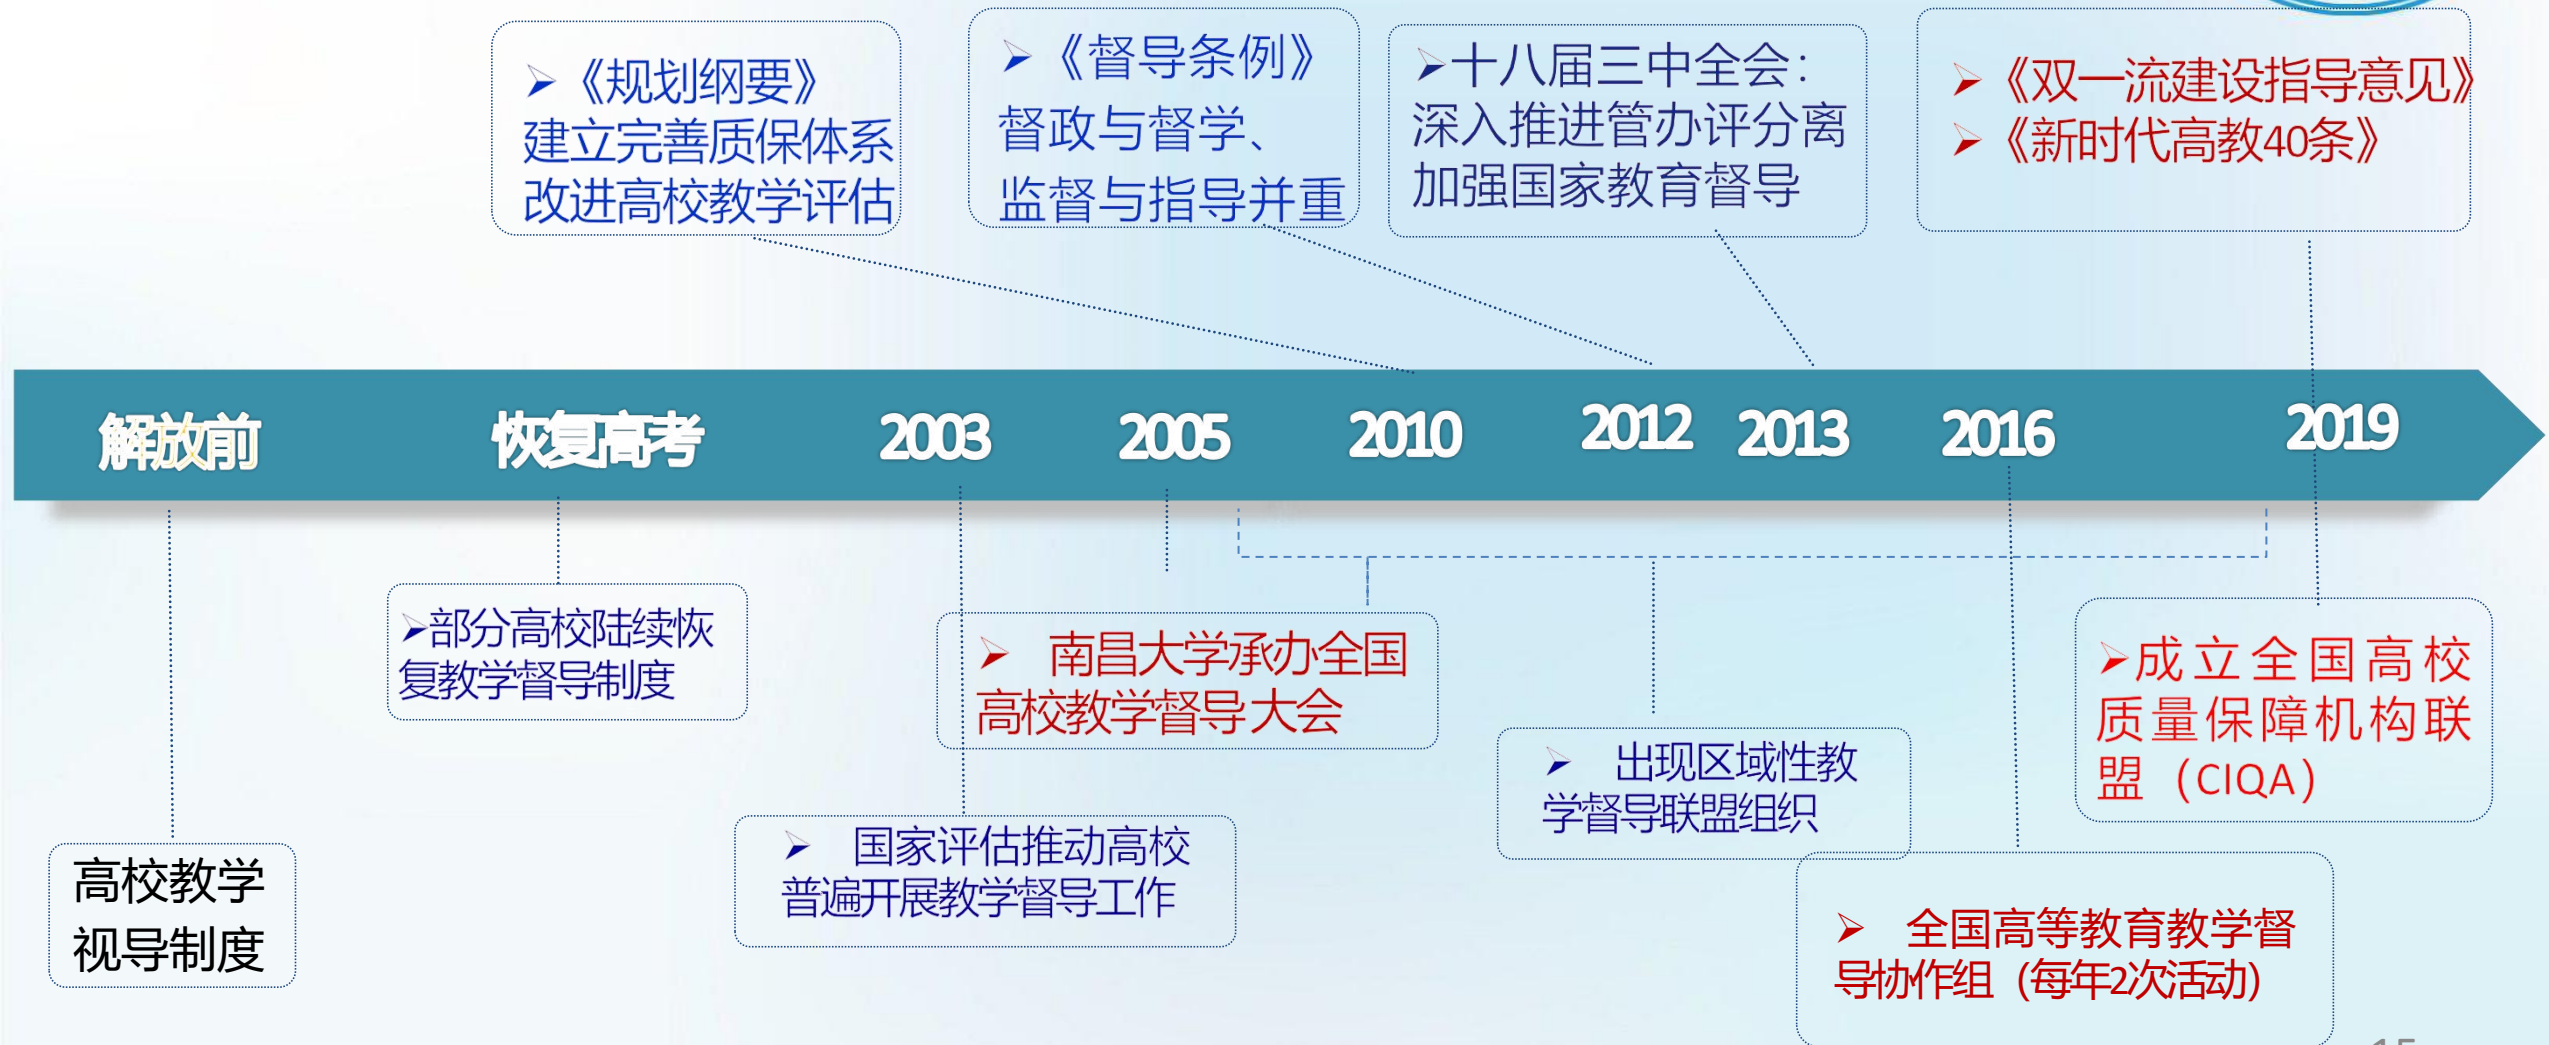 ➢《规划纲要》
建立完善质保体系
改进高校教学评估
➢《督导条例》
督政与督学、
监督与指导并重
➢十八届三中全会：
深入推进管办评分离
加强国家教育督导
➢《双一流建设指导意见》
➢《新时代高教40条》
解放前 恢复高考 2003 2005 2010 2012 2013 2016 2019
➢部分高校陆续恢
复教学督导制度
➢ 南昌大学承办全国
高校教学督导大会
➢成立全国高校
质量保障机构联
盟（CIQA）
➢ 出现区域性教
学督导联盟组织
➢ 国家评估推动高校
普遍开展教学督导工作
高校教学
视导制度
➢ 全国高等教育教学督
导协作组（每年2次活动）